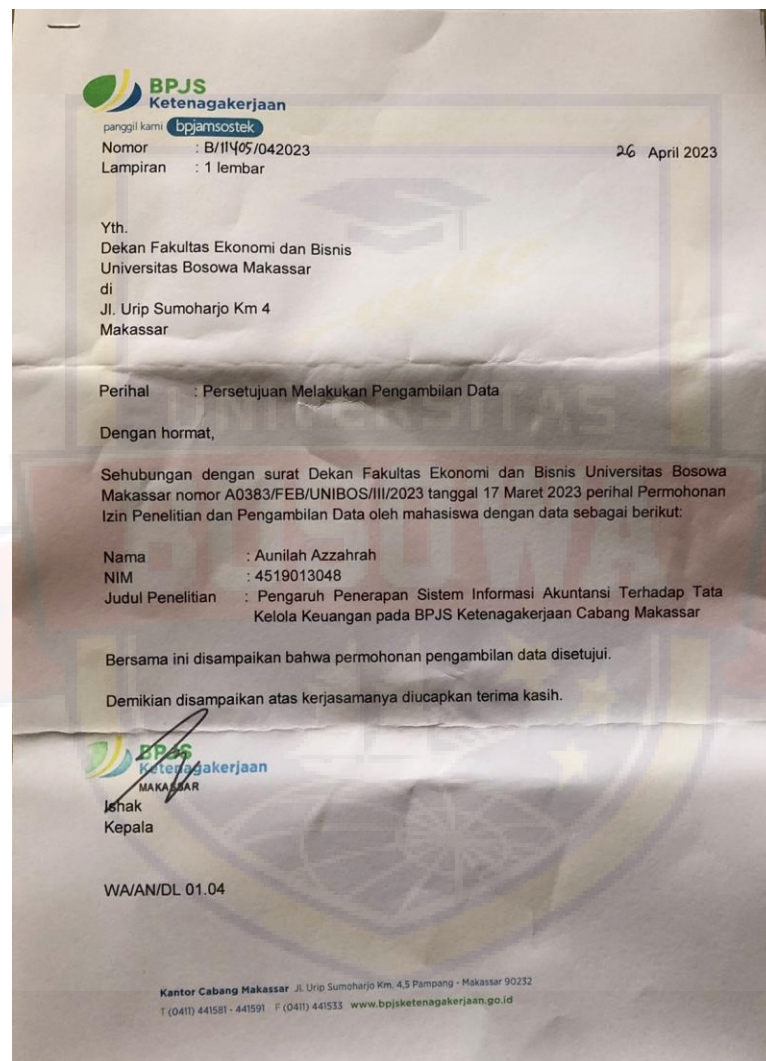 BPJS
Ketenagakerjaan
panggil kami bpjamsostek
Nomor : B/11405/042023 26 April 2023
Lampiran : 1 lembar
Yth.
Dekan Fakultas Ekonomi dan Bisnis
Universitas Bosowa Makassar
di
Jl. Urip Sumoharjo Km 4
Makassar
Perihal : Persetujuan Melakukan Pengambilan Data
UNIVERSITAS
Dengan hormat,
Sehubungan dengan surat Dekan Fakultas Ekonomi dan Bisnis Universitas Bosowa
Makassar nomor A0383/FEB/UNIBOS/III/2023 tanggal 17 Maret 2023 perihal Permohonan
Izin Penelitian dan Pengambilan Data oleh mahasiswa dengan data sebagai berikut:
BOSOWA
Nama : Aunilah Azzahrah
NIM : 4519013048
Judul Penelitian : Pengaruh Penerapan Sistem Informasi Akuntansi Terhadap Tata
Kelola Keuangan pada BPJS Ketenagakerjaan Cabang Makassar
Bersama ini disampaikan bahwa permohonan pengambilan data disetujui.
Demikian disampaikan atas kerjasamanya diucapkan terima kasih.
BPJS
Ketenagakerjaan
MAKASSAR
Ishak
Kepala
WA/AN/DL 01.04
Kantor Cabang Makassar Jl. Urip Sumoharjo Km. 4,5 Pampang - Makassar 90232
T (0411) 441581 - 441591 F (0411) 441533 www.bpjsketenagakerjaan.go.id